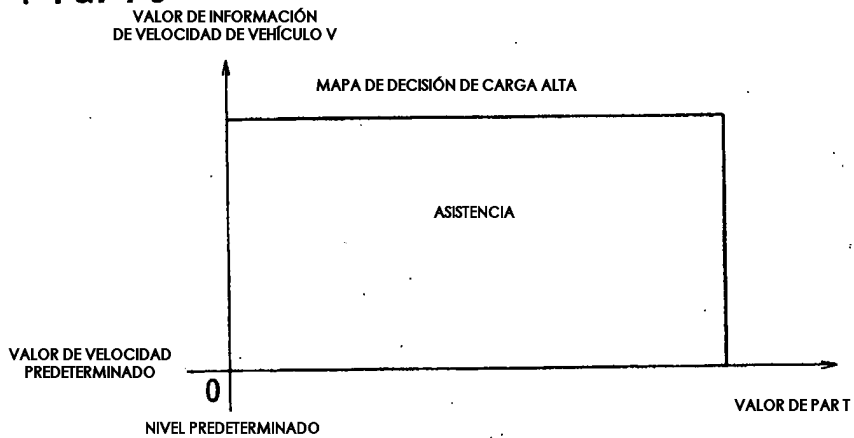 VALOR DE INFORMACIÓN
DE VELOCIDAD DE VEHÍCULO V
MAPA DE DECISIÓN DE CARGA ALTA
ASISTENCIA
VALOR DE VELOCIDAD
PREDETERMINADO
0
VALOR DE PAR T
NIVEL PREDETERMINADO